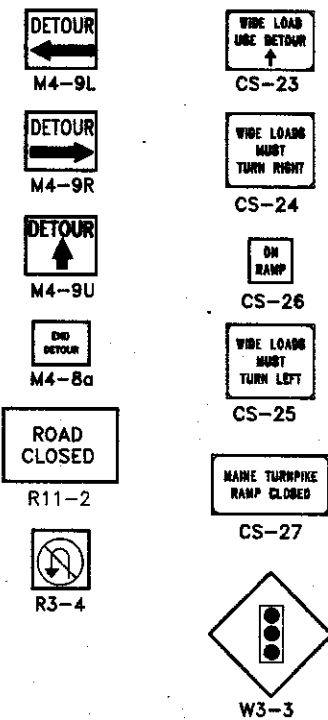 DETOUR
M4-9L
DETOUR
M4-9R
DETOUR
M4-9U
END
DETOUR
M4-8a
ROAD
CLOSED
R11-2
R3-4
WIDE LOAD
USE DETOUR
CS-23
WIDE LOADS
MUST
TURN RIGHT
CS-24
ON
RAMP
CS-26
WIDE LOADS
MUST
TURN LEFT
CS-25
MAINE TURNPIKE
RAMP CLOSED
CS-27
W3-3